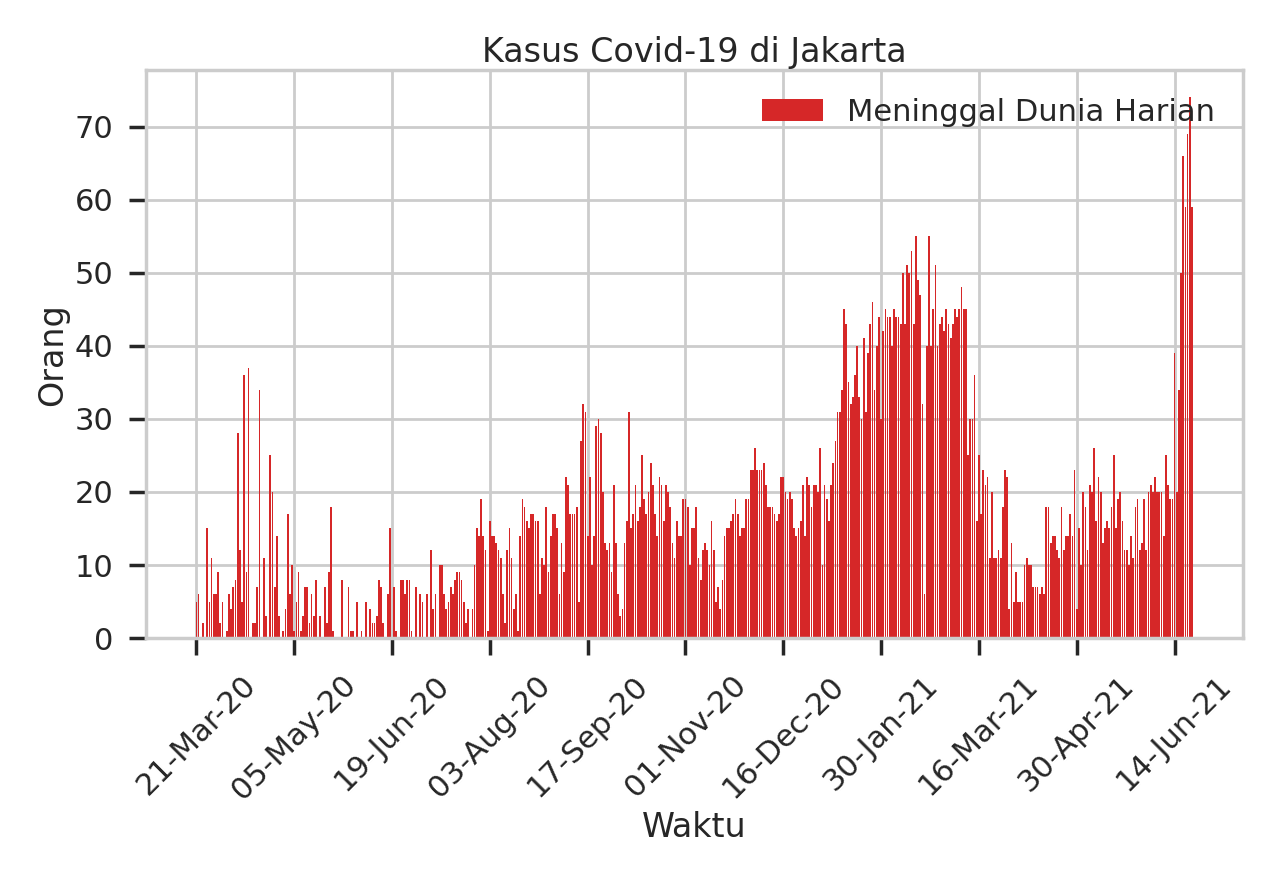 Kasus Covid-19 di Jakarta
Meninggal Dunia Harian
70
60
50
40
30
20
10
0
Orang
21-Mar-20
05-May-20
19-Jun-20
03-Aug-20
17-Sep-20
01-Nov-20
16-Dec-20
30-Jan-21
16-Mar-21
30-Apr-21
14-Jun-21
Waktu